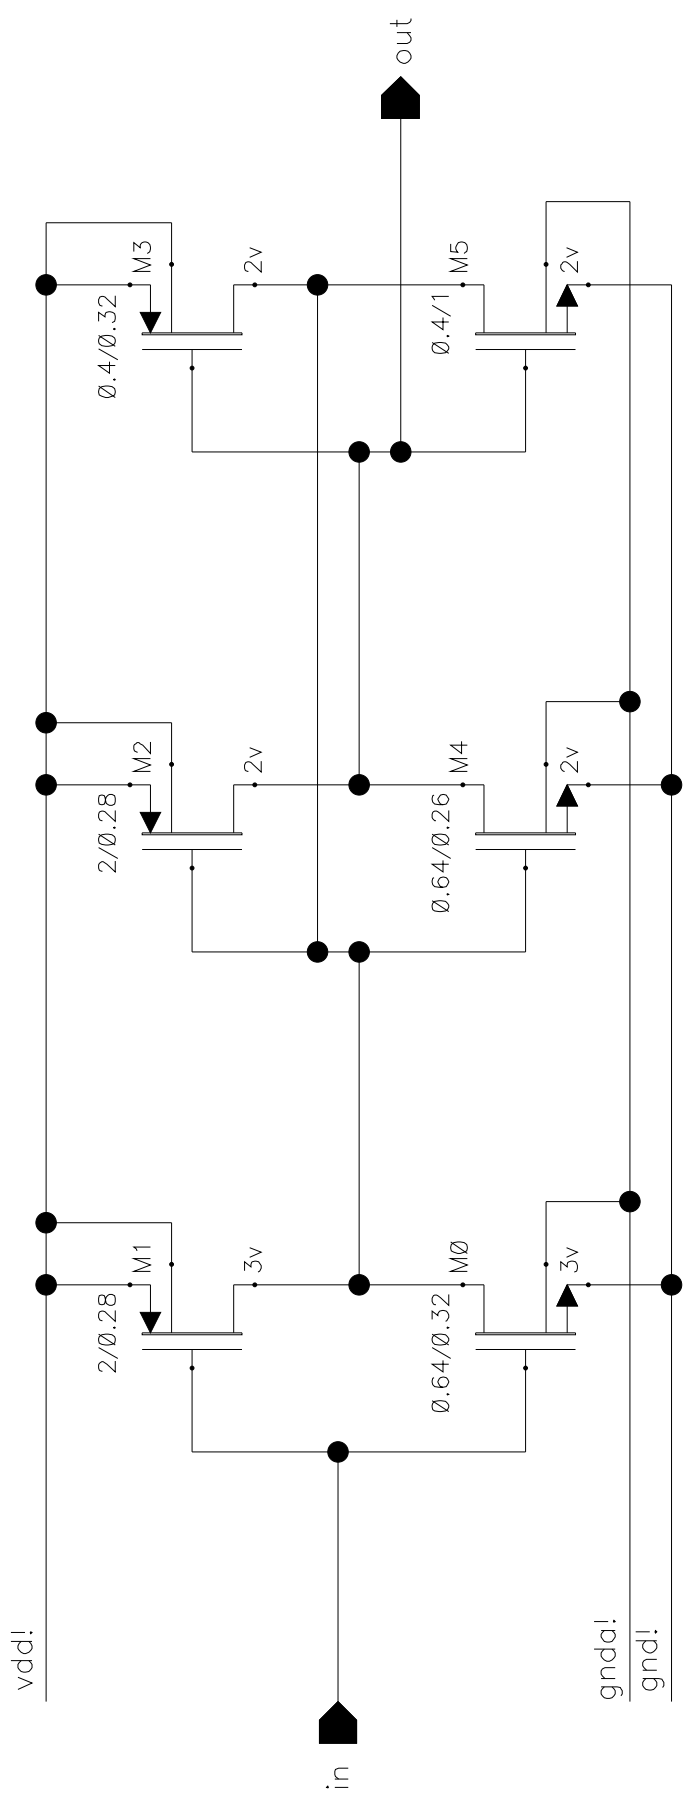 vdd!
gnda!
gnd!
in
2/0.28
M1
3v
0.64/0.32
M0
3v
2/0.28
M2
2v
0.64/0.26
M4
2v
0.4/0.32
M3
2v
0.4/1
M5
2v
out